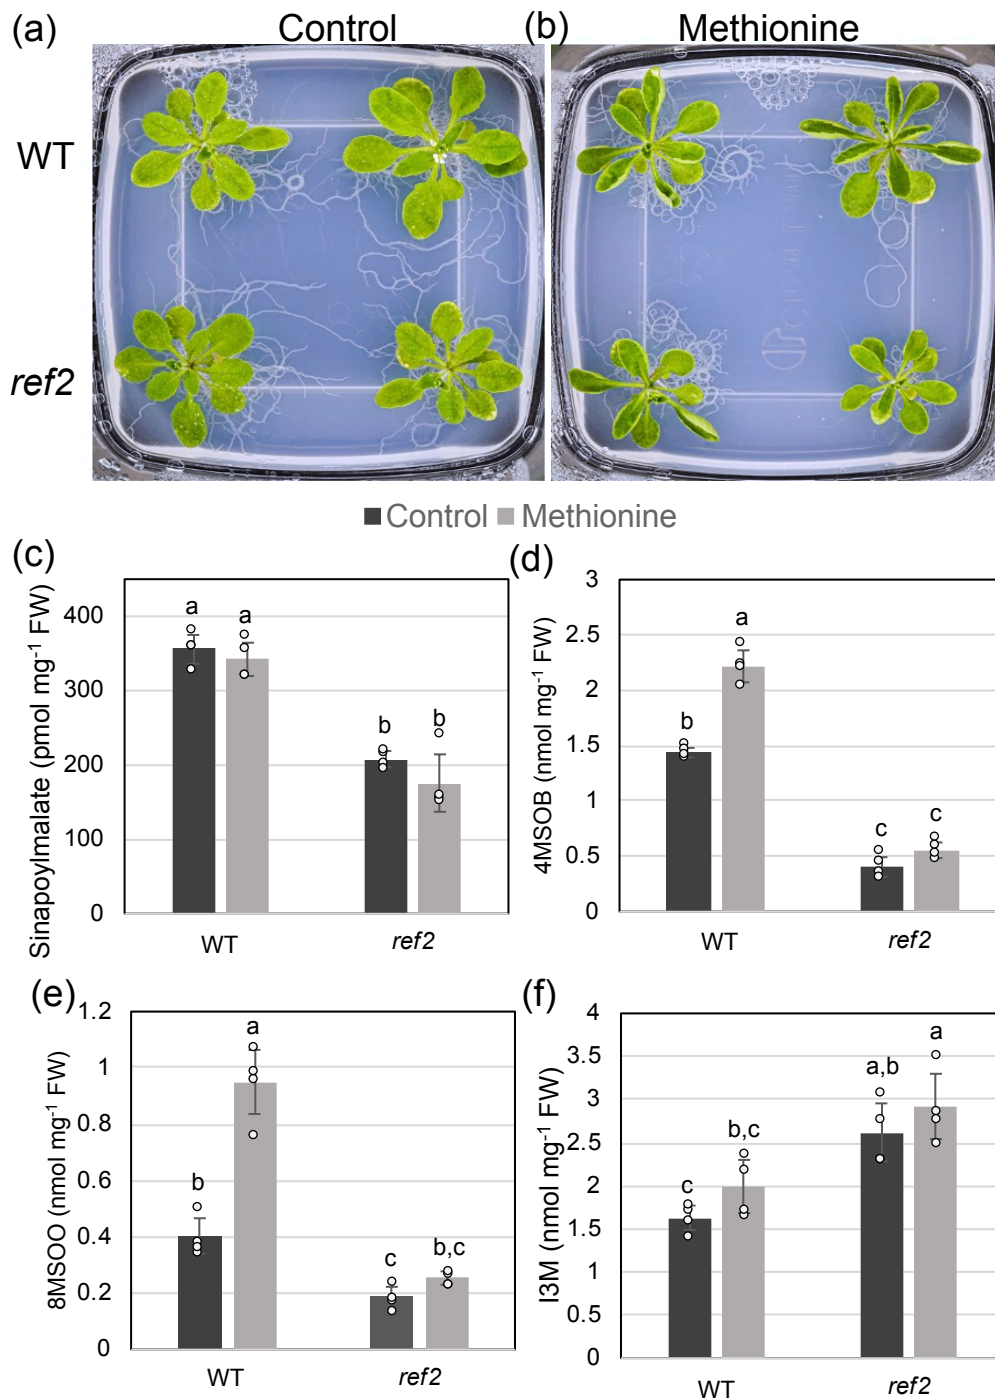 (a) Control (b) Methionine
WT
ref2
Control Methionine
(c)
Sinapoylmalate (pmol mg⁻¹ FW)
400
300
200
100
0
a a
b b
WT ref2
(d)
4MSOB (nmol mg⁻¹ FW)
3
2.5
2
1.5
1
0.5
0
b a
c c
WT ref2
(e)
8MSOO (nmol mg⁻¹ FW)
1.2
1
0.8
0.6
0.4
0.2
0
b a
c b,c
WT ref2
(f)
I3M (nmol mg⁻¹ FW)
4
3.5
3
2.5
2
1.5
1
0.5
0
c b,c
a,b a
WT ref2